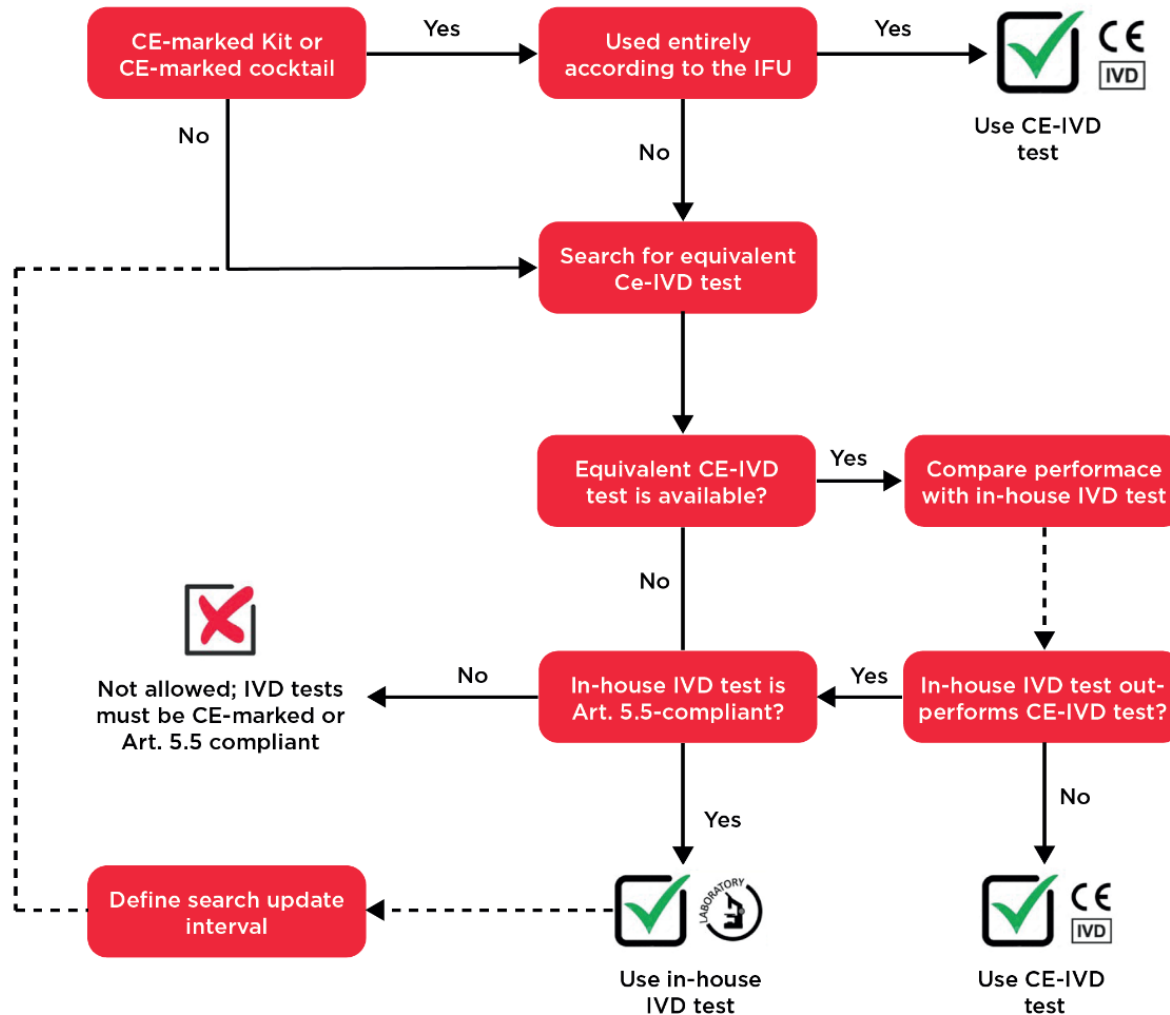 CE-marked Kit or
CE-marked cocktail
Yes
Used entirely
according to the IFU
Yes
CE
IVD
Use CE-IVD
test
No
No
Search for equivalent
Ce-IVD test
Equivalent CE-IVD
test is available?
Yes
Compare performace
with in-house IVD test
No
Not allowed; IVD tests
must be CE-marked or
Art. 5.5 compliant
No
In-house IVD test is
Art. 5.5-compliant?
Yes
In-house IVD test out-
performs CE-IVD test?
Yes
No
Define search update
interval
LABORATORY
Use in-house
IVD test
CE
IVD
Use CE-IVD
test